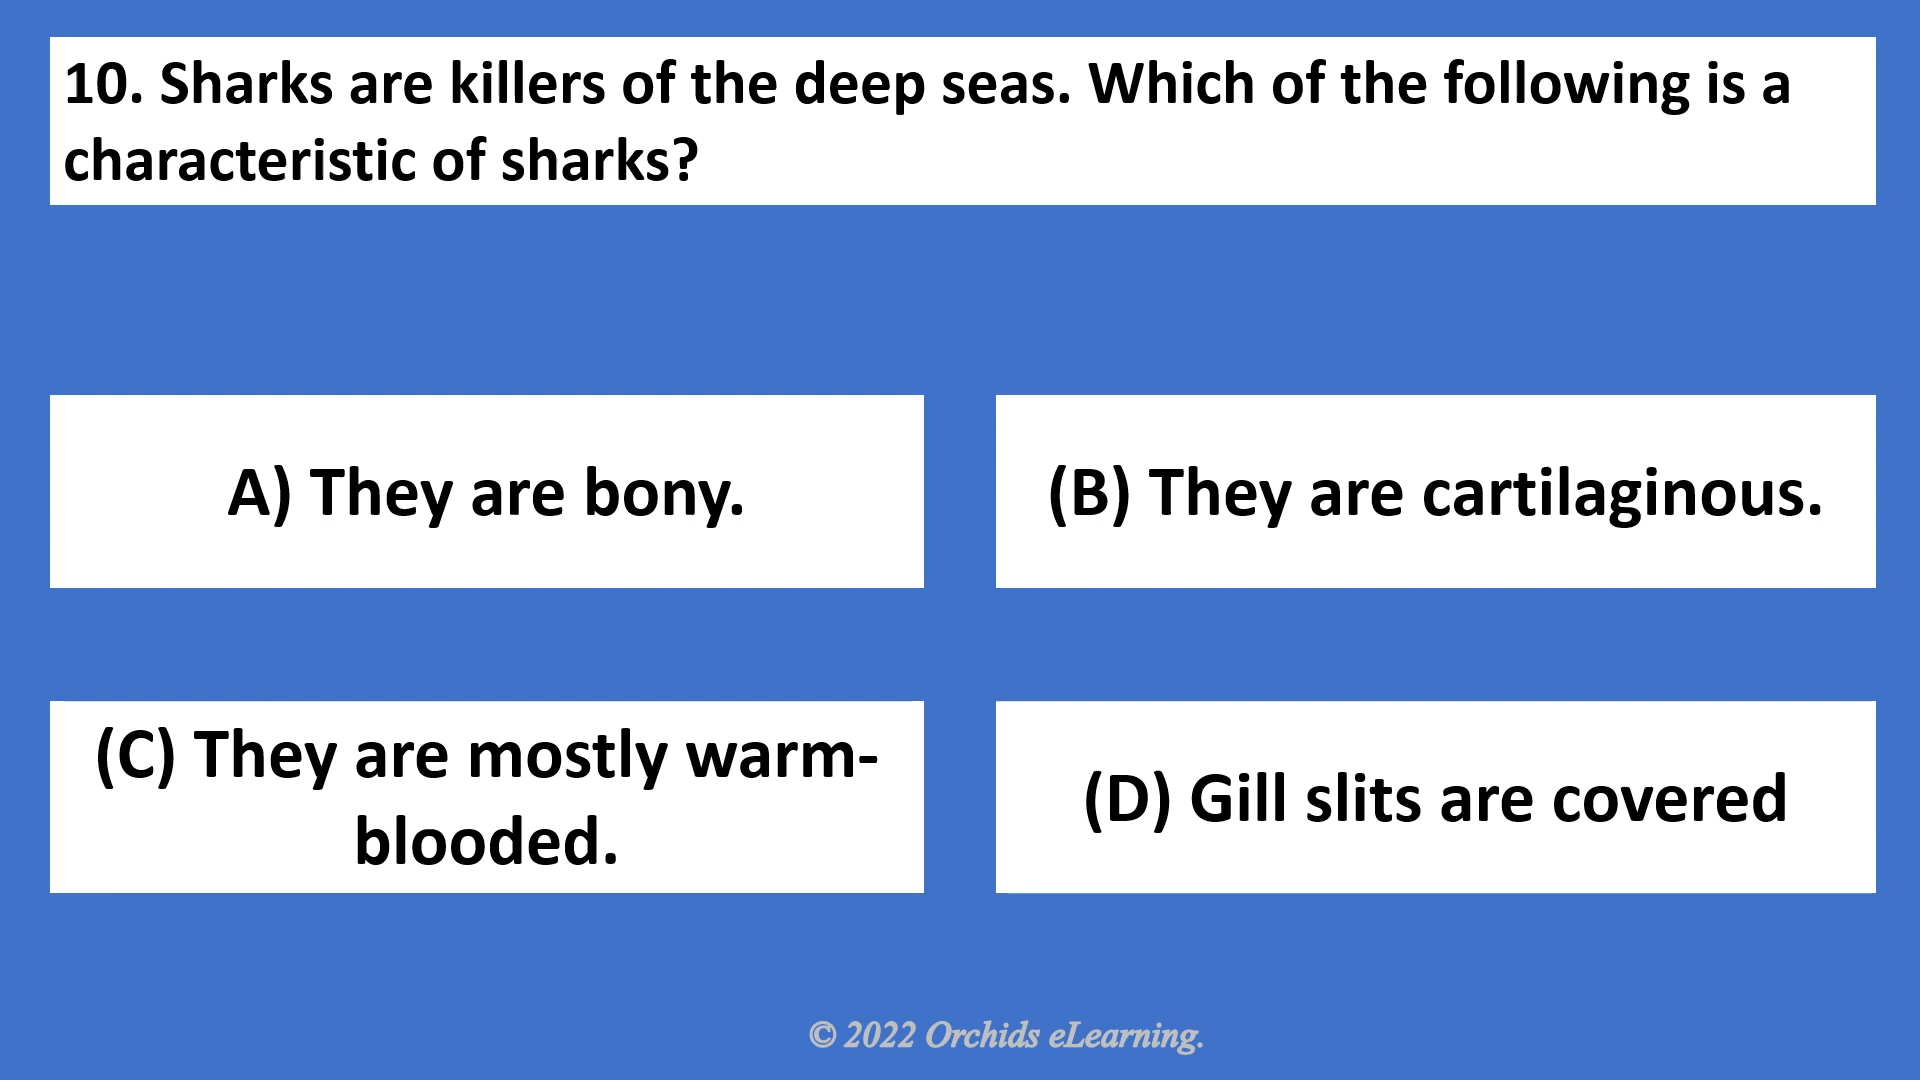 10. Sharks are killers of the deep seas. Which of the following is a
characteristic of sharks?
A) They are bony.
(B) They are cartilaginous.
(C) They are mostly warm-
blooded.
(D) Gill slits are covered
© 2022 Orchids eLearning.